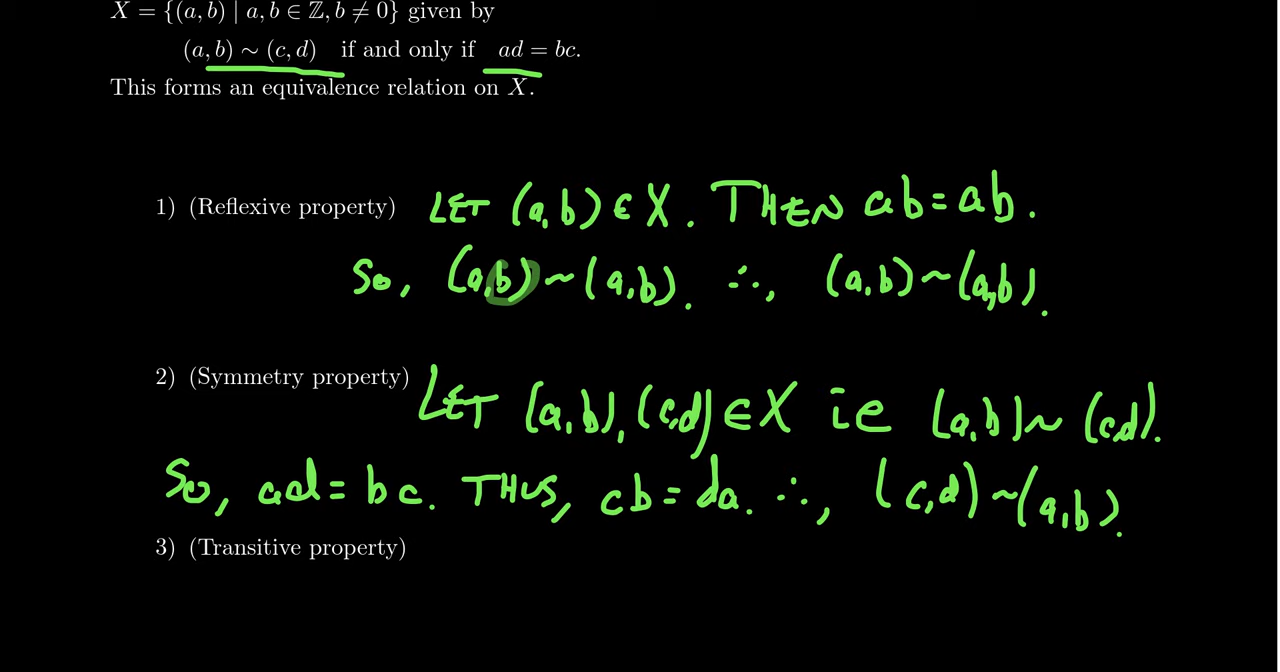 X = {(a, b) | a, b ∈ ℤ, b ≠ 0} given by
(a, b) ∼ (c, d) if and only if ad = bc.
This forms an equivalence relation on X.
1) (Reflexive property) LET (a,b) ∈ X. THEN ab = ab.
So, (a,b) ~ (a,b). ∴, (a,b) ~ (a,b).
2) (Symmetry property) LET (a,b), (c,d) ∈ X ie (a,b) ~ (c,d).
So, ad = bc. THUS, cb = da. ∴, (c,d) ~ (a,b).
3) (Transitive property)